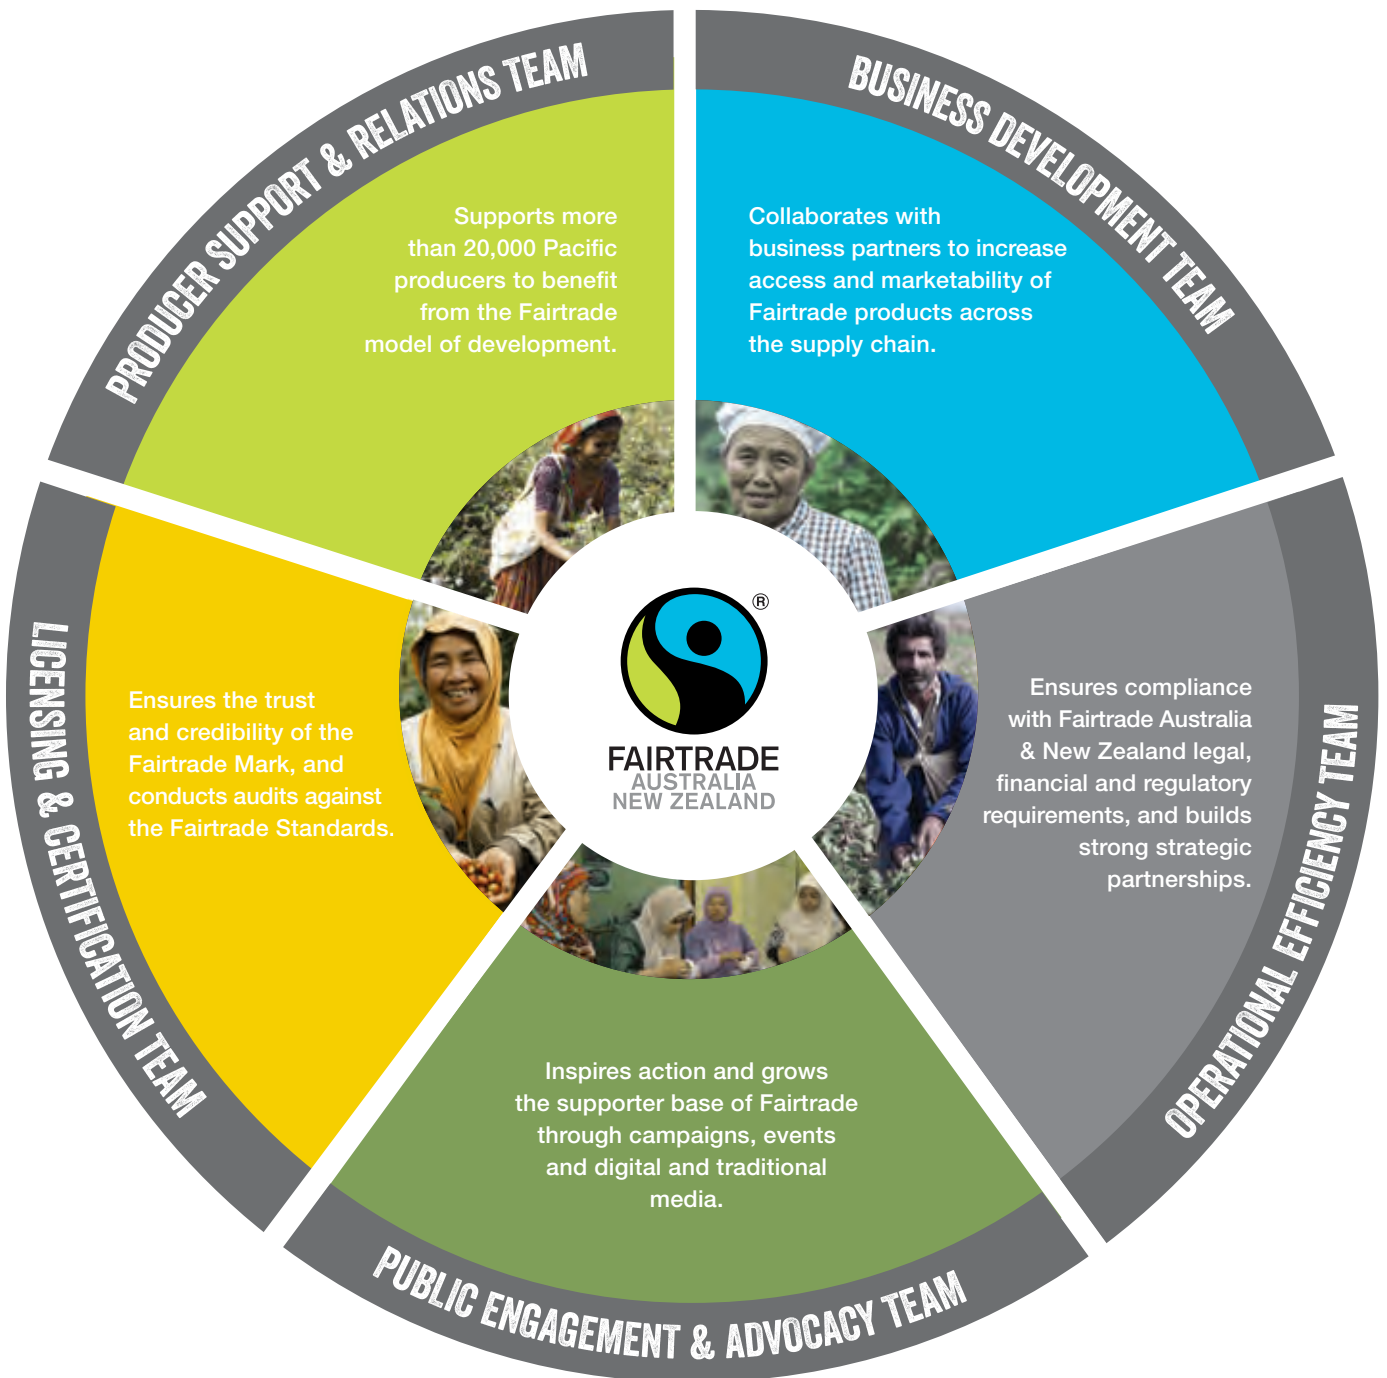 PRODUCER SUPPORT & RELATIONS TEAM
Supports more
than 20,000 Pacific
producers to benefit
from the Fairtrade
model of development.
BUSINESS DEVELOPMENT TEAM
Collaborates with
business partners to increase
access and marketability of
Fairtrade products across
the supply chain.
LICENSING & CERTIFICATION TEAM
Ensures the trust
and credibility of the
Fairtrade Mark, and
conducts audits against
the Fairtrade Standards.
®
FAIRTRADE
AUSTRALIA
NEW ZEALAND
OPERATIONAL EFFICIENCY TEAM
Ensures compliance
with Fairtrade Australia
& New Zealand legal,
financial and regulatory
requirements, and builds
strong strategic
partnerships.
Inspires action and grows
the supporter base of Fairtrade
through campaigns, events
and digital and traditional
media.
PUBLIC ENGAGEMENT & ADVOCACY TEAM